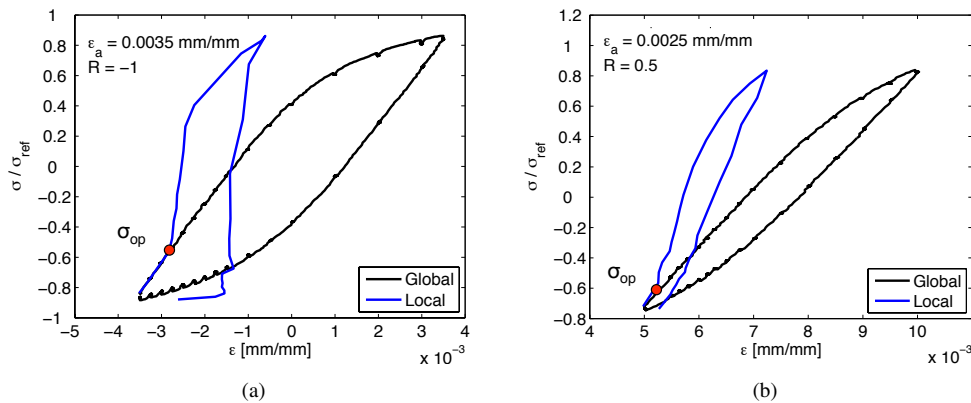 ε_a = 0.0035 mm/mm
R = −1
σ_op
Global
Local
σ / σ_ref
1
0.8
0.6
0.4
0.2
0
−0.2
−0.4
−0.6
−0.8
−1
−5 −4 −3 −2 −1 0 1 2 3 4 5
ε [mm/mm]
x 10⁻³
(a)
ε_a = 0.0025 mm/mm
R = 0.5
σ_op
Global
Local
σ / σ_ref
1.2
1
0.8
0.6
0.4
0.2
0
−0.2
−0.4
−0.6
−0.8
4 5 6 7 8 9 10
ε [mm/mm]
x 10⁻³
(b)